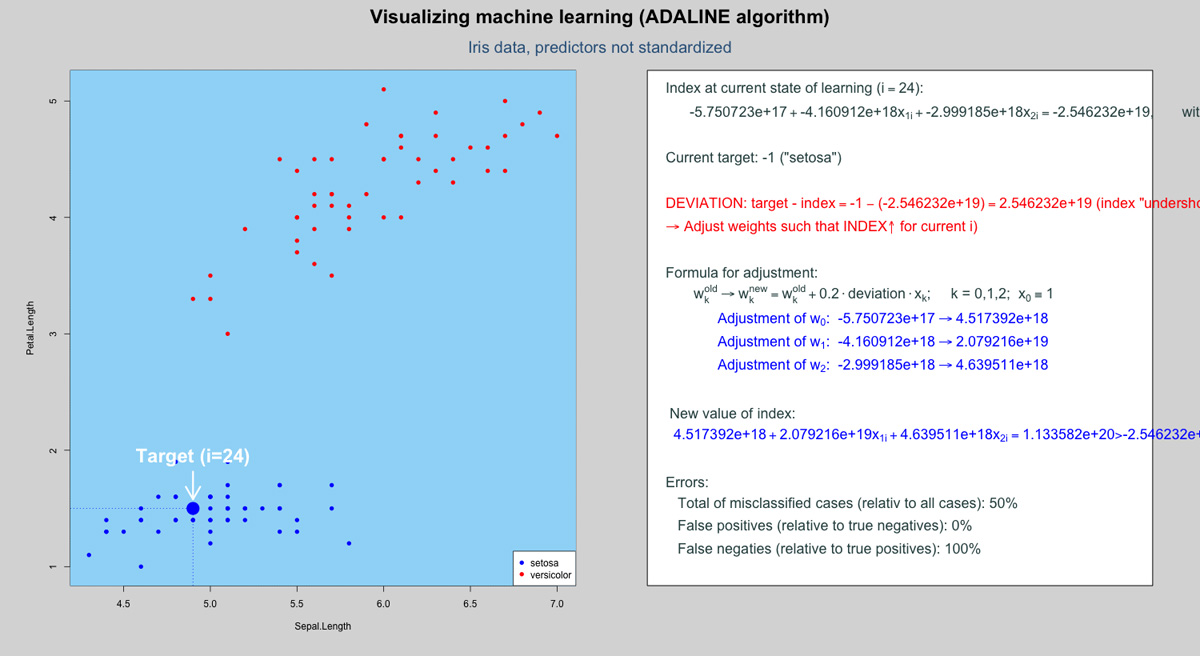 Visualizing machine learning (ADALINE algorithm)
Iris data, predictors not standardized
Petal.Length
5
4
3
2
1
Target (i=24)
setosa
versicolor
4.5 5.0 5.5 6.0 6.5 7.0
Sepal.Length
Index at current state of learning (i = 24):
-5.750723e+17 + -4.160912e+18x₁ᵢ + -2.999185e+18x₂ᵢ = -2.546232e+19, wit
Current target: -1 ("setosa")
DEVIATION: target - index = -1 – (-2.546232e+19) = 2.546232e+19 (index "undersho
→ Adjust weights such that INDEX↑ for current i)
Formula for adjustment:
w_k^old → w_k^new = w_k^old + 0.2 · deviation · x_k; k = 0,1,2; x₀ ≡ 1
Adjustment of w₀: -5.750723e+17 → 4.517392e+18
Adjustment of w₁: -4.160912e+18 → 2.079216e+19
Adjustment of w₂: -2.999185e+18 → 4.639511e+18
New value of index:
4.517392e+18 + 2.079216e+19x₁ᵢ + 4.639511e+18x₂ᵢ = 1.133582e+20>-2.546232e+
Errors:
Total of misclassified cases (relativ to all cases): 50%
False positives (relative to true negatives): 0%
False negaties (relative to true positives): 100%